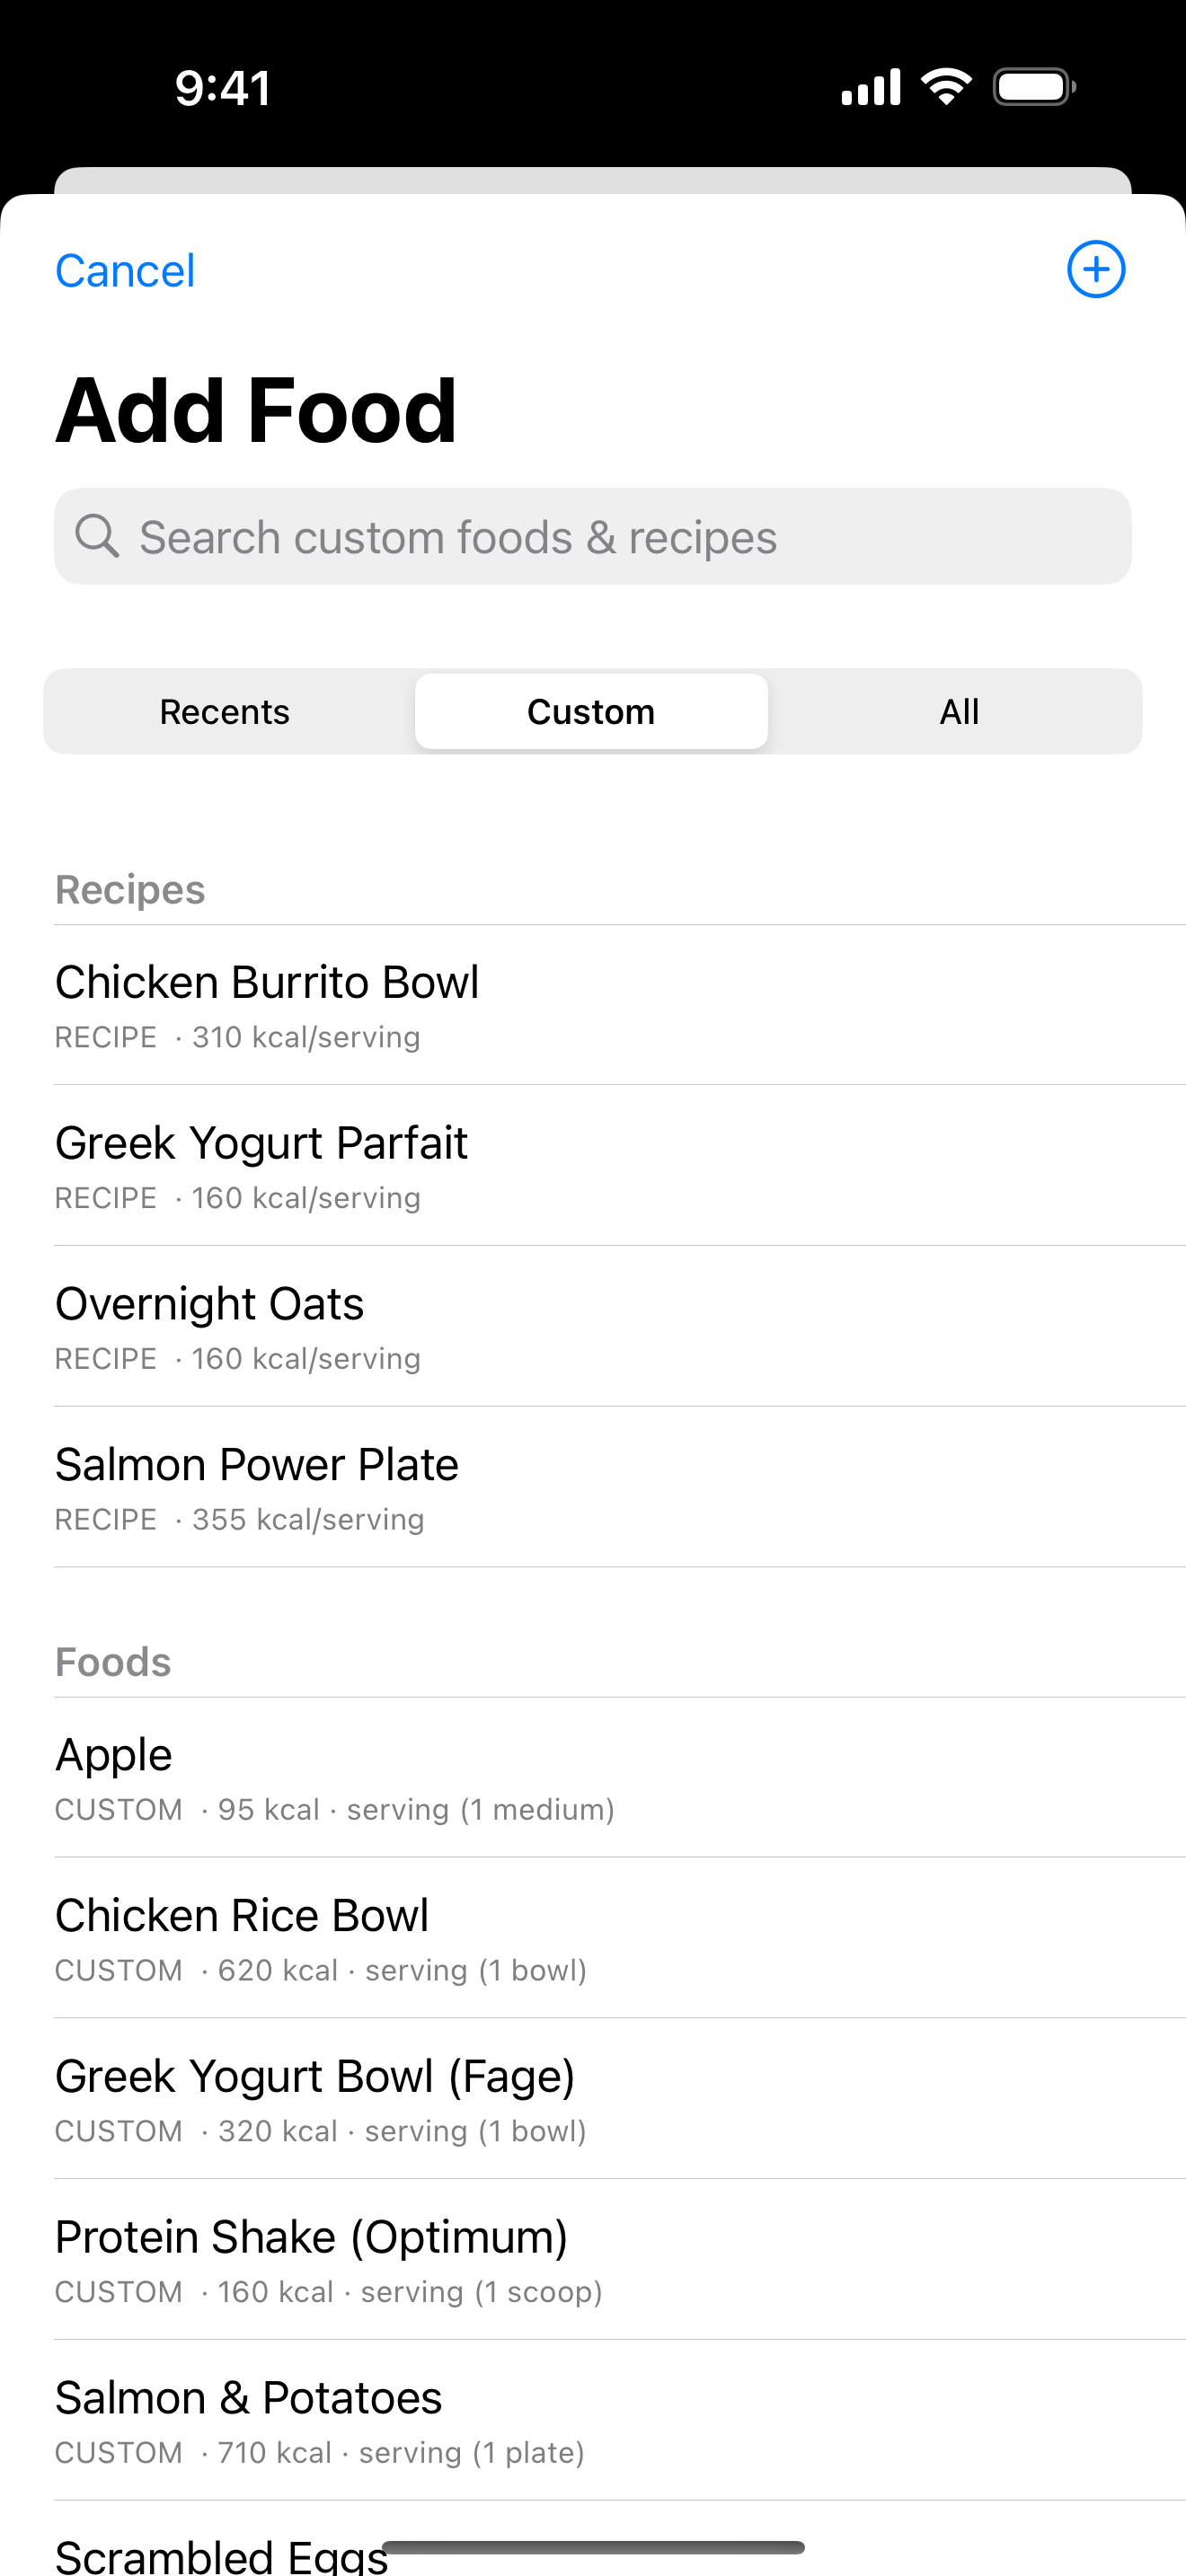 9:41
Cancel
Add Food
Search custom foods & recipes
Recents
Custom
All
Recipes
Chicken Burrito Bowl
RECIPE · 310 kcal/serving
Greek Yogurt Parfait
RECIPE · 160 kcal/serving
Overnight Oats
RECIPE · 160 kcal/serving
Salmon Power Plate
RECIPE · 355 kcal/serving
Foods
Apple
CUSTOM · 95 kcal · serving (1 medium)
Chicken Rice Bowl
CUSTOM · 620 kcal · serving (1 bowl)
Greek Yogurt Bowl (Fage)
CUSTOM · 320 kcal · serving (1 bowl)
Protein Shake (Optimum)
CUSTOM · 160 kcal · serving (1 scoop)
Salmon & Potatoes
CUSTOM · 710 kcal · serving (1 plate)
Scrambled Eggs